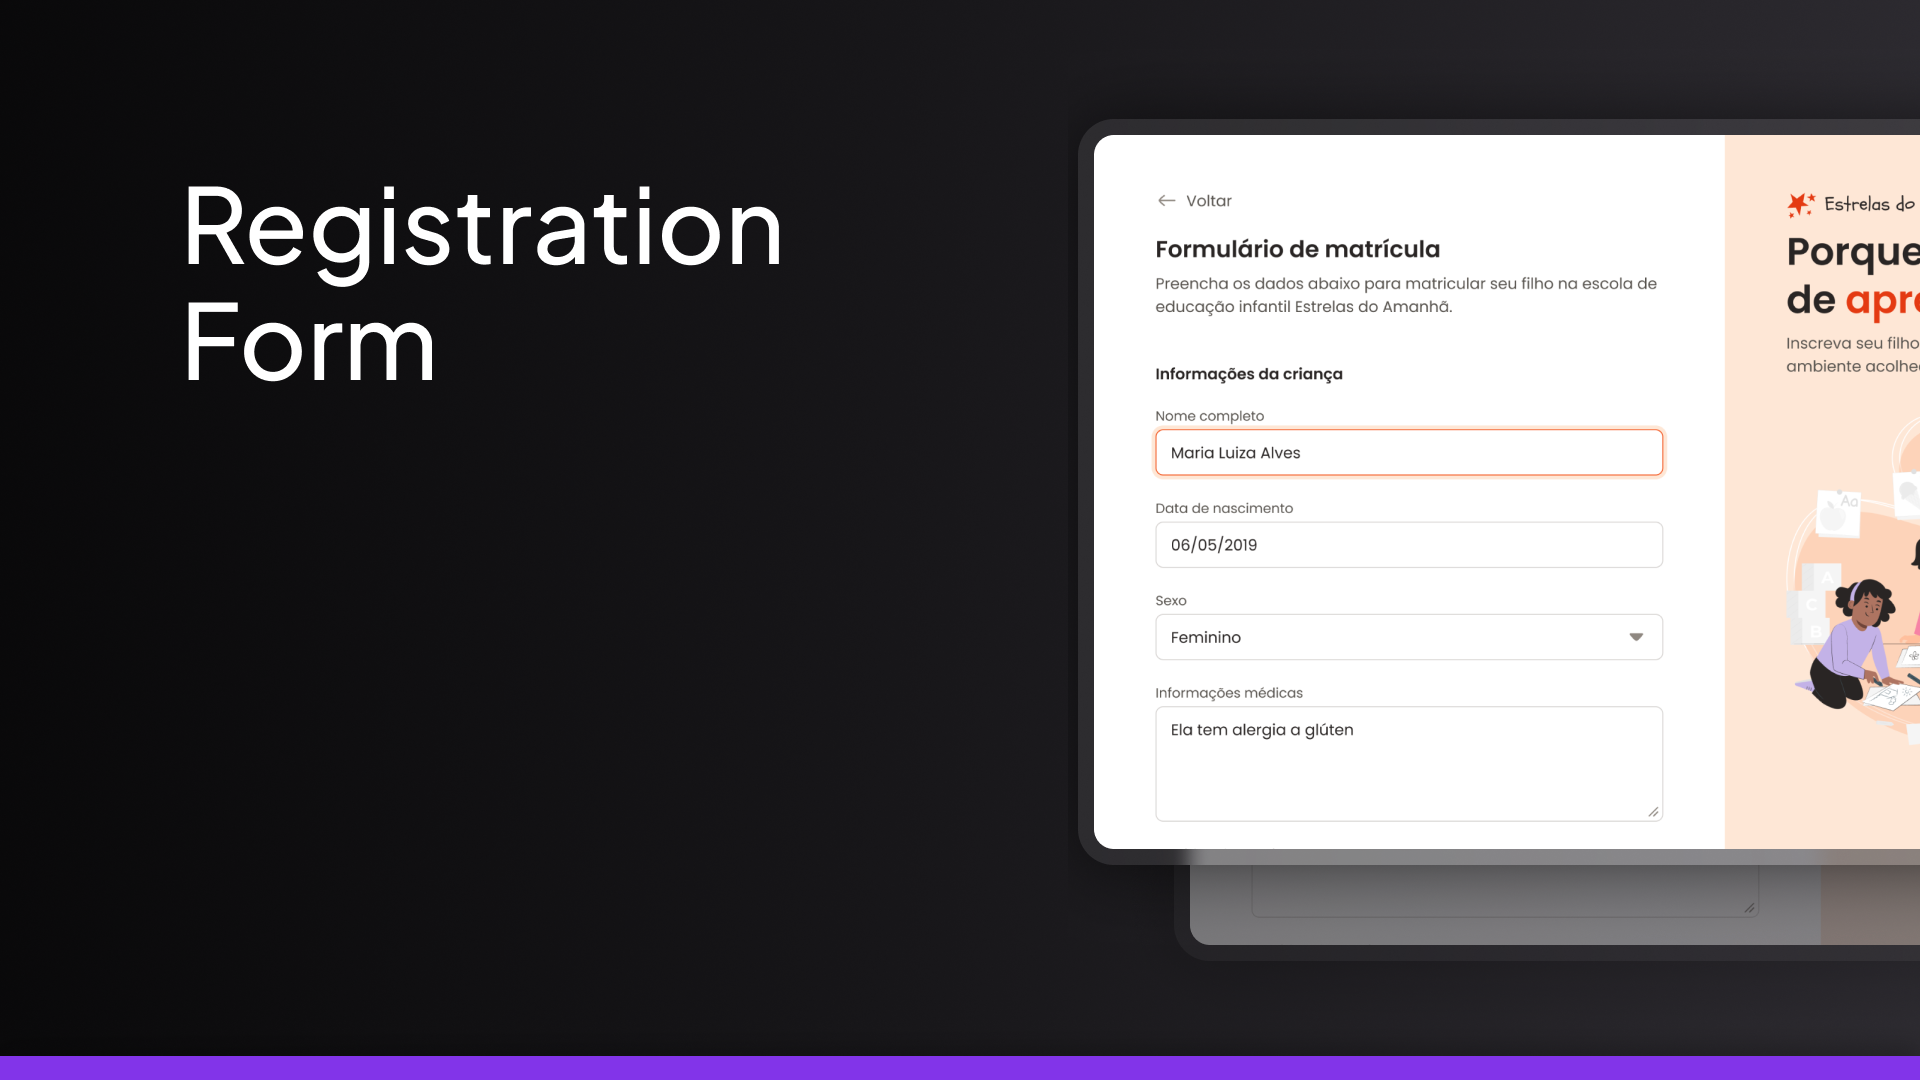 Registration
Form
Voltar
Formulário de matrícula
Preencha os dados abaixo para matricular seu filho na escola de
educação infantil Estrelas do Amanhã.
Informações da criança
Nome completo
Maria Luiza Alves
Data de nascimento
06/05/2019
Sexo
Feminino
Informações médicas
Ela tem alergia a glúten
Estrelas do
Porque
de
Inscreva seu filho
ambiente
Aa
A
C
B